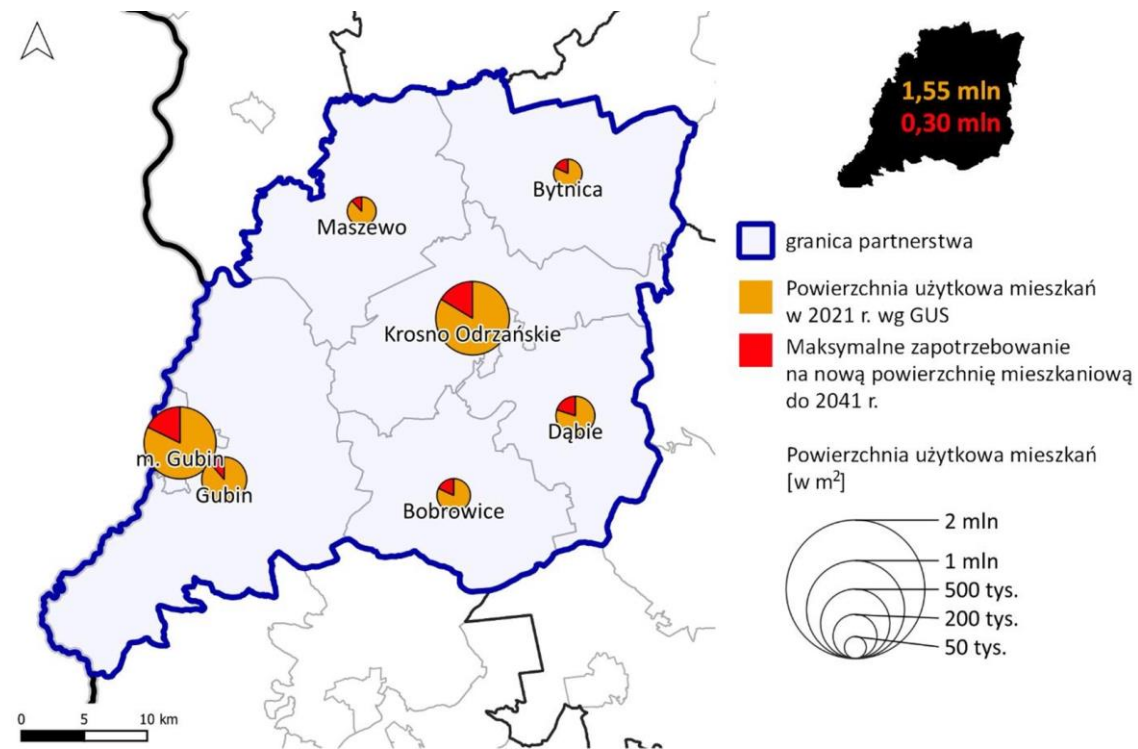 Bytnica
Maszewo
Krosno Odrzańskie
Dąbie
m. Gubin
Gubin
Bobrowice
0 5 10 km
1,55 mln
0,30 mln
granica partnerstwa
Powierzchnia użytkowa mieszkań
w 2021 r. wg GUS
Maksymalne zapotrzebowanie
na nową powierzchnię mieszkaniową
do 2041 r.
Powierzchnia użytkowa mieszkań
[w m²]
2 mln
1 mln
500 tys.
200 tys.
50 tys.